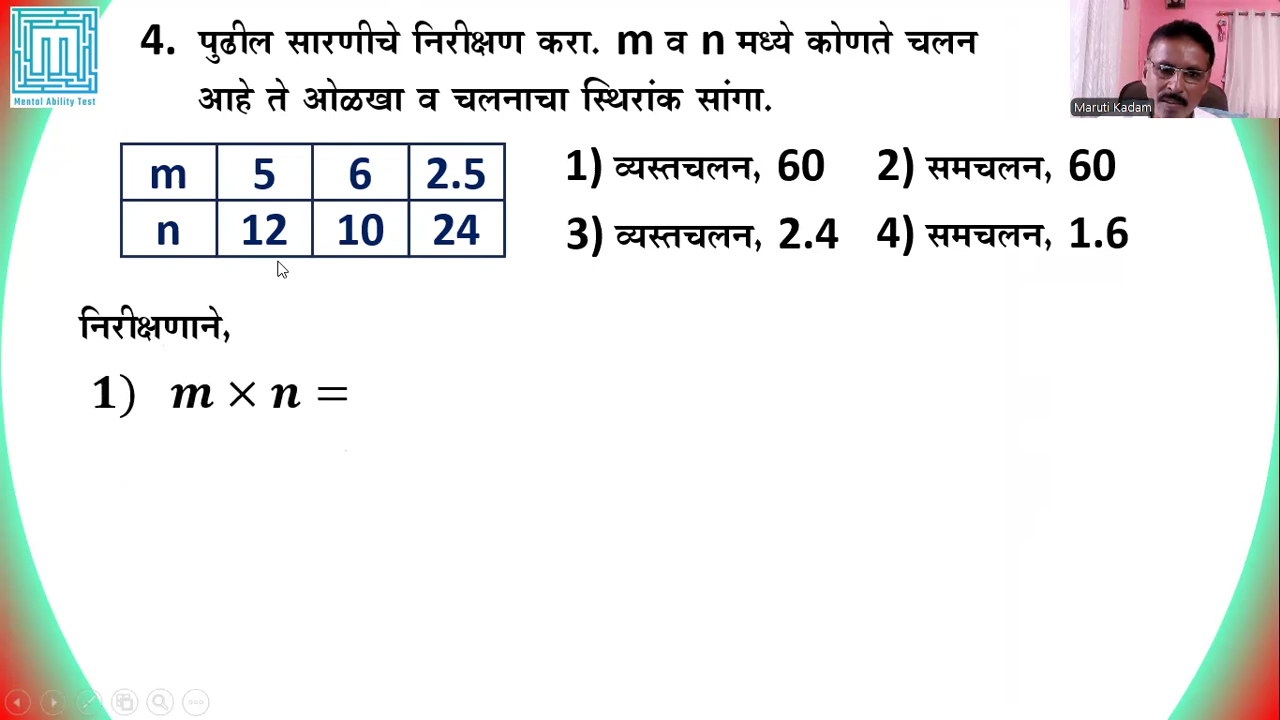 Mental Ability Test
4. पुढील सारणीचे निरीक्षण करा. m व n मध्ये कोणते चलन
आहे ते ओळखा व चलनाचा स्थिरांक सांगा.
Maruti Kadam
m 5 6 2.5
n 12 10 24
1) व्यस्तचलन, 60 2) समचलन, 60
3) व्यस्तचलन, 2.4 4) समचलन, 1.6
निरीक्षणाने,
1) m × n =